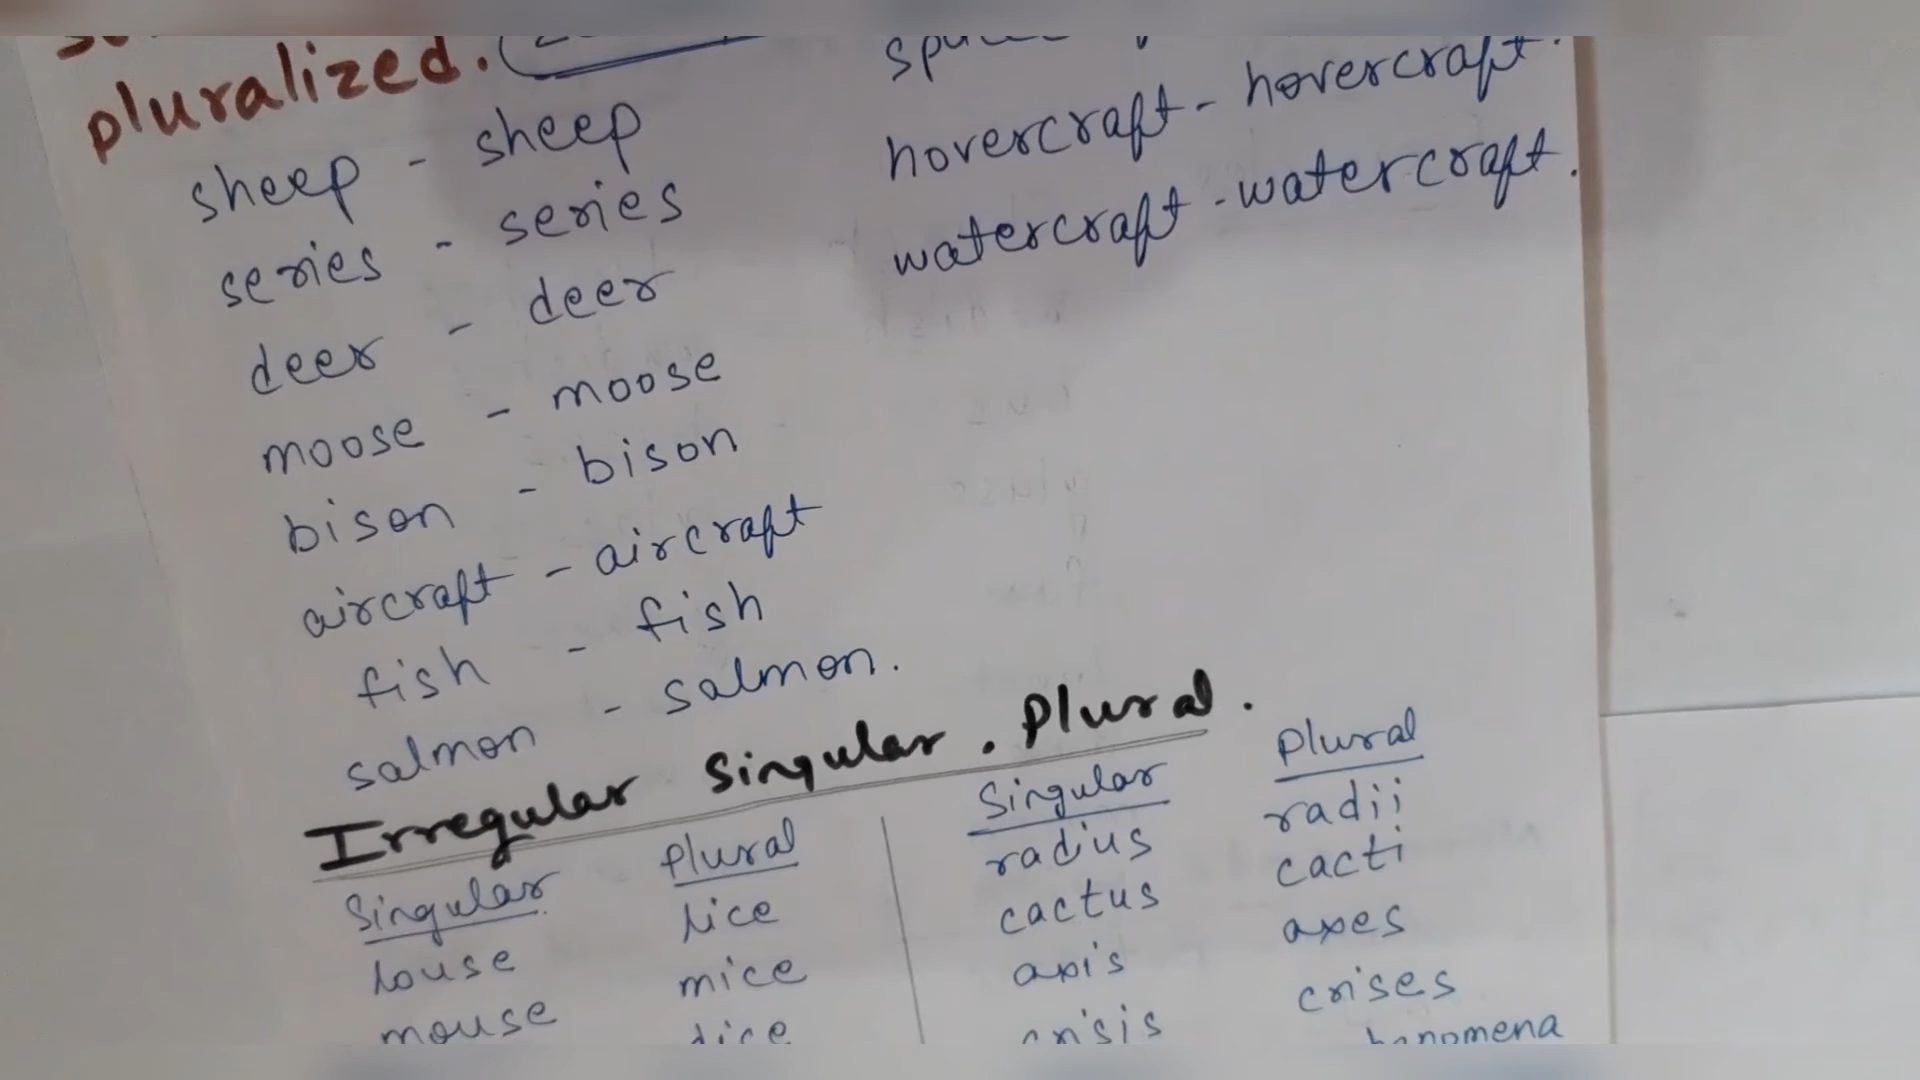 pluralized.
sheep - sheep
series - series
deer - deer
moose - moose
bison - bison
aircraft - aircraft
fish - fish
salmon - salmon.
hovercraft - hovercraft.
watercraft - watercraft.
Irregular Singular. Plural.
Singular Plural
louse lice
mouse mice
dice
Singular Plural
radius radii
cactus cacti
axis axes
crisis crises